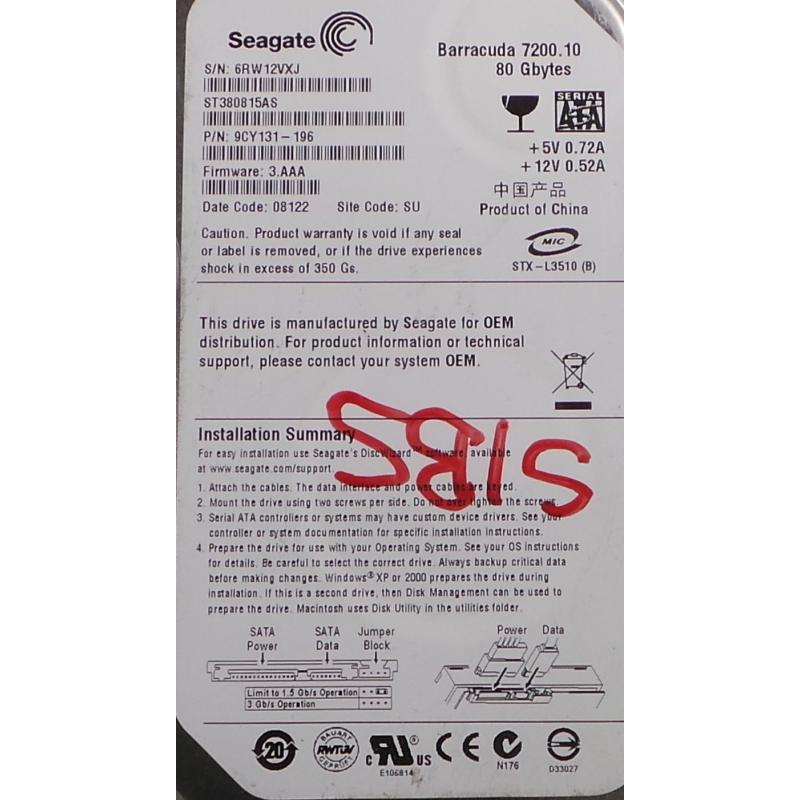 Seagate
Barracuda 7200.10
80 Gbytes
S/N: 6RW12VXJ
ST380815AS
P/N: 9CY131-196
Firmware: 3.AAA
Date Code: 08122 Site Code: SU
SERIAL
ATA
+5V 0.72A
+12V 0.52A
中国产品
Product of China
Caution. Product warranty is void if any seal
or label is removed, or if the drive experiences
shock in excess of 350 Gs.
MIC
STX-L3510 (B)
This drive is manufactured by Seagate for OEM
distribution. For product information or technical
support, please contact your system OEM.
S81S
Installation Summary
For easy installation use Seagate's DiscWizard™ software, available
at www.seagate.com/support.
1. Attach the cables. The data interface and power cables are keyed.
2. Mount the drive using two screws per side. Do not over tighten the screws.
3. Serial ATA controllers or systems may have custom device drivers. See your
controller or system documentation for specific installation instructions.
4. Prepare the drive for use with your Operating System. See your OS instructions
for details. Be careful to select the correct drive. Always backup critical data
before making changes. Windows® XP or 2000 prepares the drive during
installation. If this is a second drive, then Disk Management can be used to
prepare the drive. Macintosh uses Disk Utility in the utilities folder.
SATA Power
SATA Data
Jumper Block
Power Data
Limit to 1.5 Gb/s Operation
3 Gb/s Operation
20
BAUART GEPRÜFT
RWTÜV
c RU® US
E106814
CE
N176
D33027